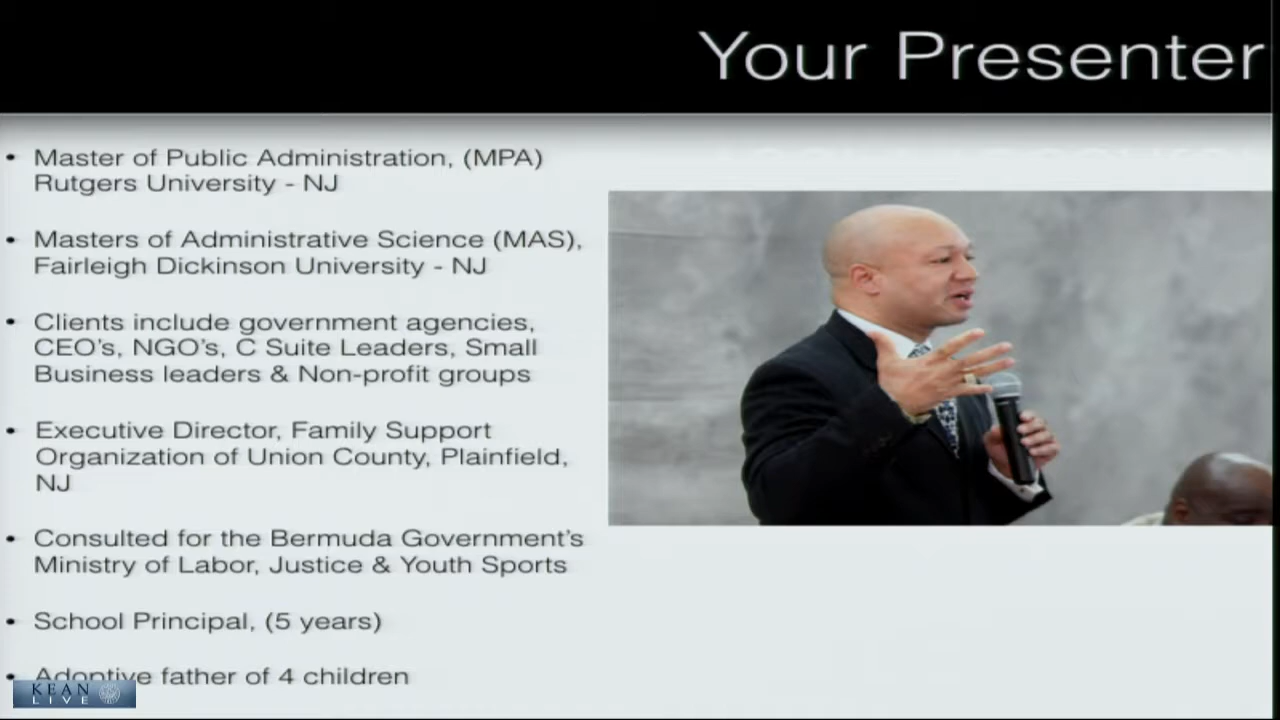 Your Presenter
• Master of Public Administration, (MPA)
Rutgers University - NJ
• Masters of Administrative Science (MAS),
Fairleigh Dickinson University - NJ
• Clients include government agencies,
CEO's, NGO's, C Suite Leaders, Small
Business leaders & Non-profit groups
• Executive Director, Family Support
Organization of Union County, Plainfield,
NJ
• Consulted for the Bermuda Government's
Ministry of Labor, Justice & Youth Sports
• School Principal, (5 years)
• Adoptive father of 4 children
KEAN
LIVE